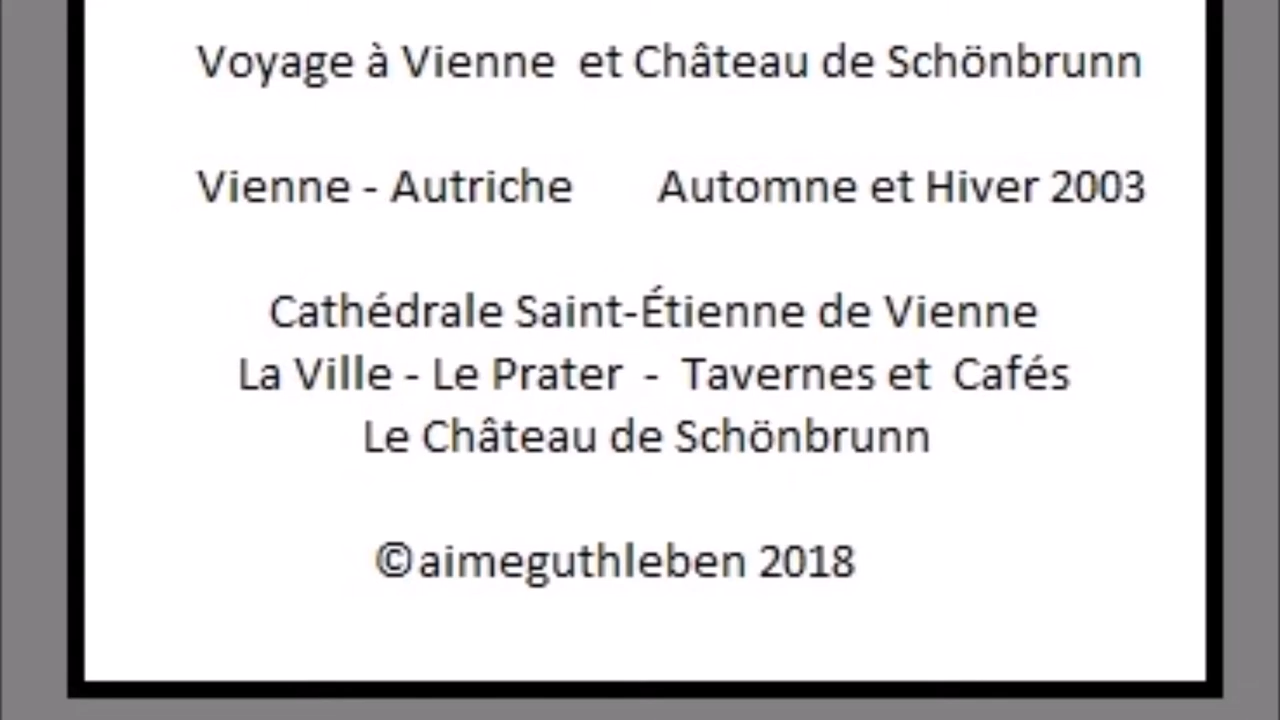 Voyage à Vienne et Château de Schönbrunn
Vienne - Autriche Automne et Hiver 2003
Cathédrale Saint-Étienne de Vienne
La Ville - Le Prater - Tavernes et Cafés
Le Château de Schönbrunn
©aimeguthleben 2018